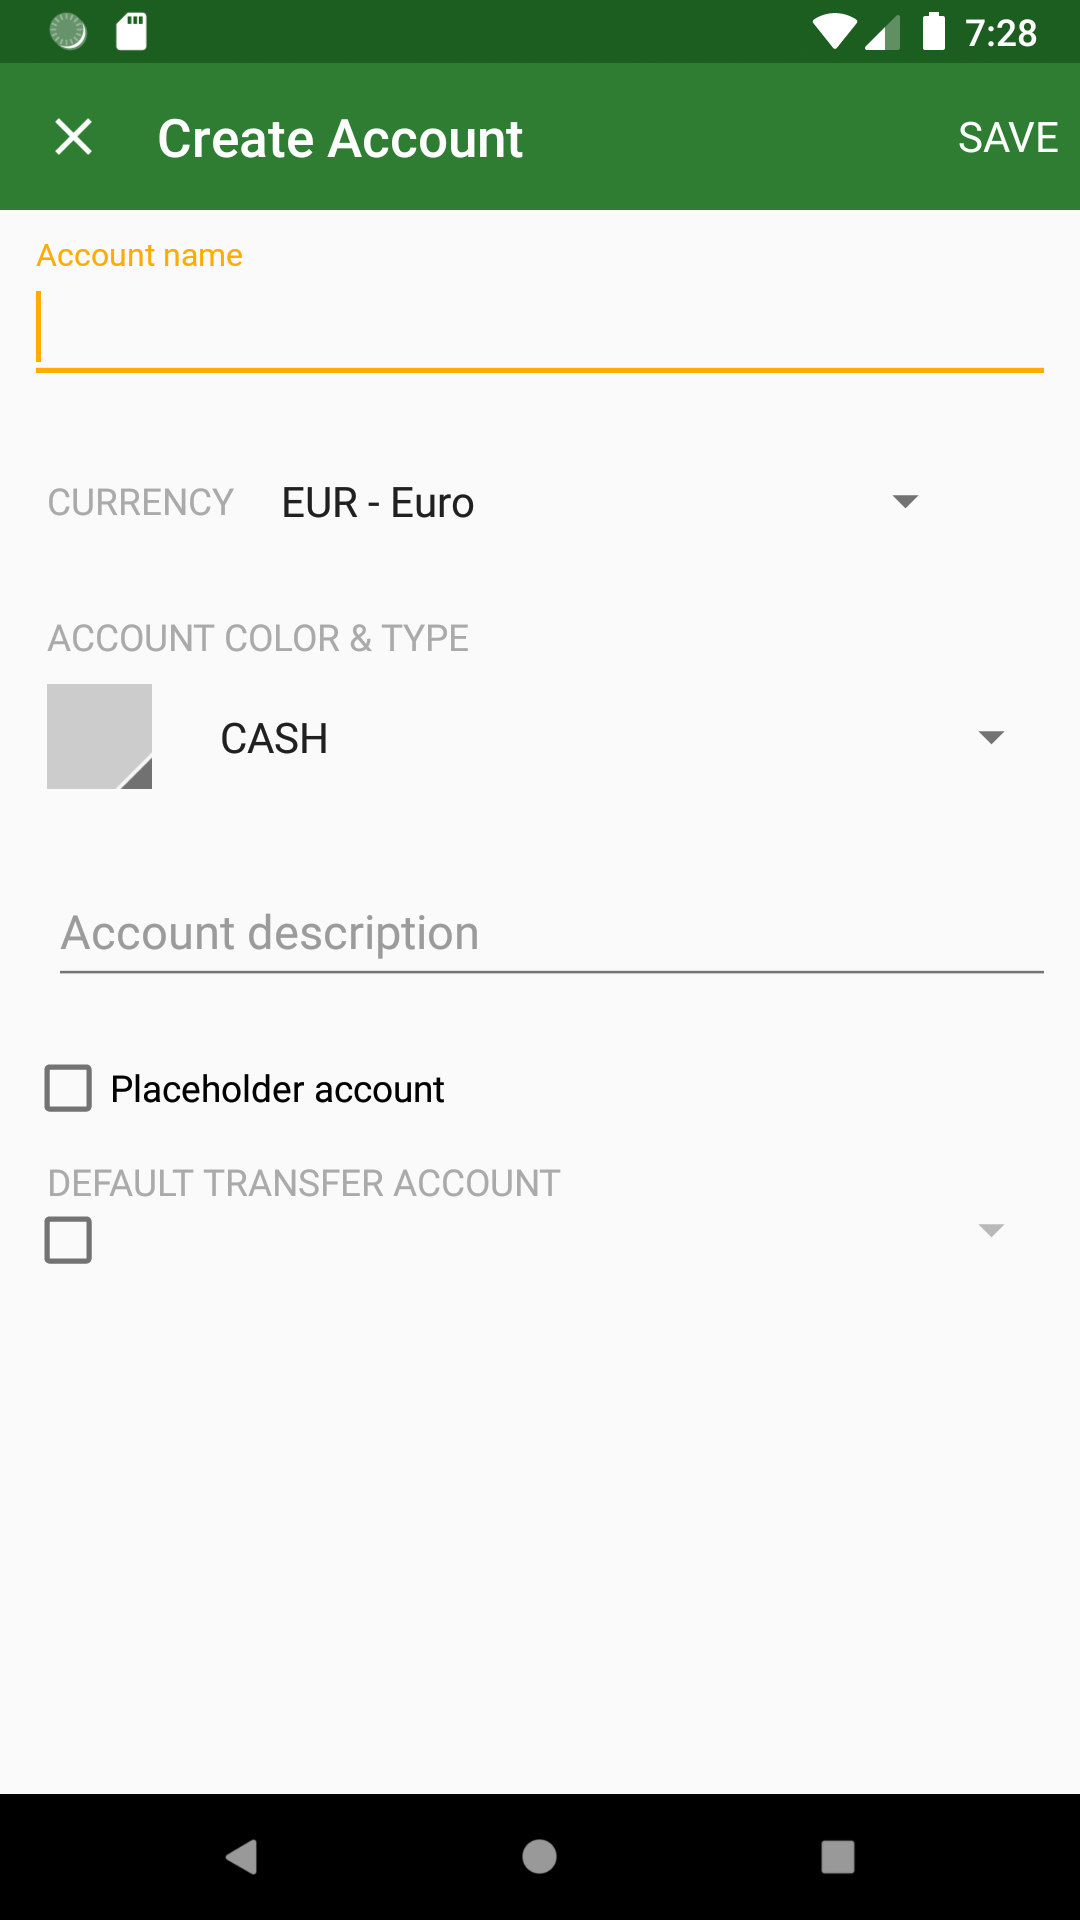 7:28
Create Account
SAVE
Account name
CURRENCY
EUR - Euro
ACCOUNT COLOR & TYPE
CASH
Account description
Placeholder account
DEFAULT TRANSFER ACCOUNT